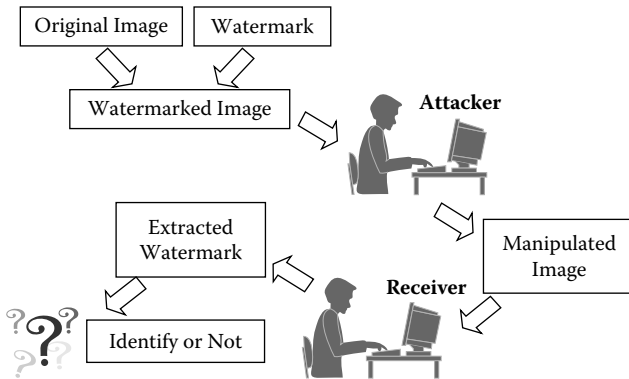 Original Image
Watermark
Watermarked Image
Attacker
Manipulated
Image
Receiver
Extracted
Watermark
Identify or Not
? ? ? ? ?